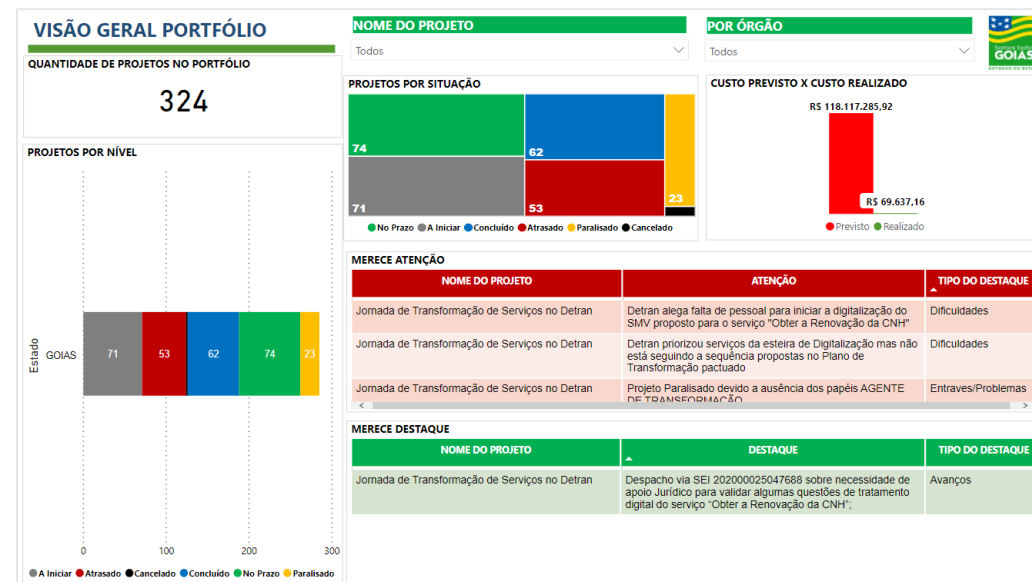 VISÃO GERAL PORTFÓLIO
NOME DO PROJETO
Todos
POR ÓRGÃO
Todos
GOIÁS
QUANTIDADE DE PROJETOS NO PORTFÓLIO
324
PROJETOS POR NÍVEL
Estado
GOIAS
71
53
62
74
23
0
100
200
300
A Iniciar
Atrasado
Cancelado
Concluído
No Prazo
Paralisado
PROJETOS POR SITUAÇÃO
74
62
71
53
23
No Prazo
A Iniciar
Concluído
Atrasado
Paralisado
Cancelado
CUSTO PREVISTO X CUSTO REALIZADO
R$ 118.117.285,92
R$ 69.637,16
Previsto
Realizado
MERECE ATENÇÃO
NOME DO PROJETO
ATENÇÃO
TIPO DO DESTAQUE
Jornada de Transformação de Serviços no Detran
Detran alega falta de pessoal para iniciar a digitalização do
SMV proposto para o serviço "Obter a Renovação da CNH"
Dificuldades
Jornada de Transformação de Serviços no Detran
Detran priorizou serviços da esteira de Digitalização mas não
está seguindo a sequência propostas no Plano de
Transformação pactuado
Dificuldades
Jornada de Transformação de Serviços no Detran
Projeto Paralisado devido a ausência dos papéis AGENTE
DE TRANSFORMAÇÃO
Entraves/Problemas
MERECE DESTAQUE
NOME DO PROJETO
DESTAQUE
TIPO DO DESTAQUE
Jornada de Transformação de Serviços no Detran
Despacho via SEI 202000025047688 sobre necessidade de
apoio Jurídico para validar algumas questões de tratamento
digital do serviço "Obter a Renovação da CNH";
Avanços